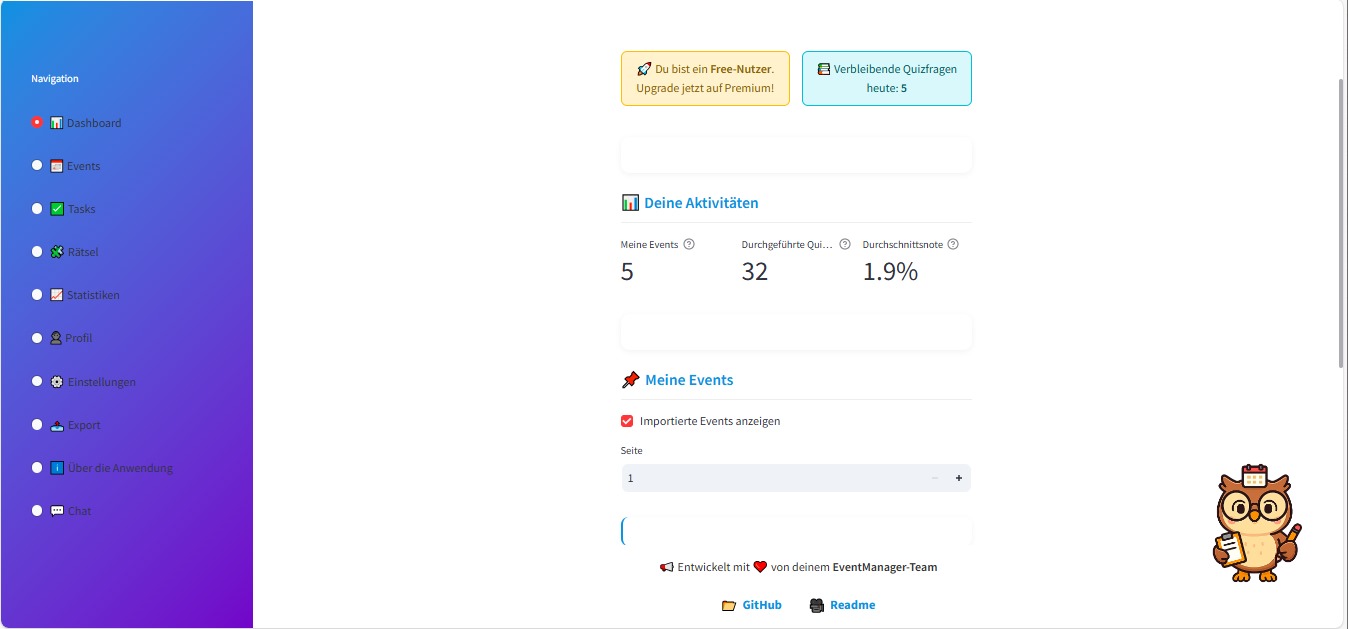 Navigation
Dashboard
Events
Tasks
Rätsel
Statistiken
Profil
Einstellungen
Export
Über die Anwendung
Chat
Du bist ein Free-Nutzer.
Upgrade jetzt auf Premium!
Verbleibende Quizfragen
heute: 5
Deine Aktivitäten
Meine Events
5
Durchgeführte Qui...
32
Durchschnittsnote
1.9%
Meine Events
Importierte Events anzeigen
Seite
1
Entwickelt mit ❤️ von deinem EventManager-Team
GitHub
Readme